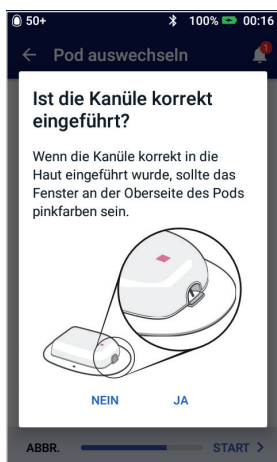 50+ 100% 00:16
Pod auswechseln 1
Ist die Kanüle korrekt
eingeführt?
Wenn die Kanüle korrekt in die
Haut eingeführt wurde, sollte das
Fenster an der Oberseite des Pods
pinkfarben sein.
NEIN JA
ABBR. START